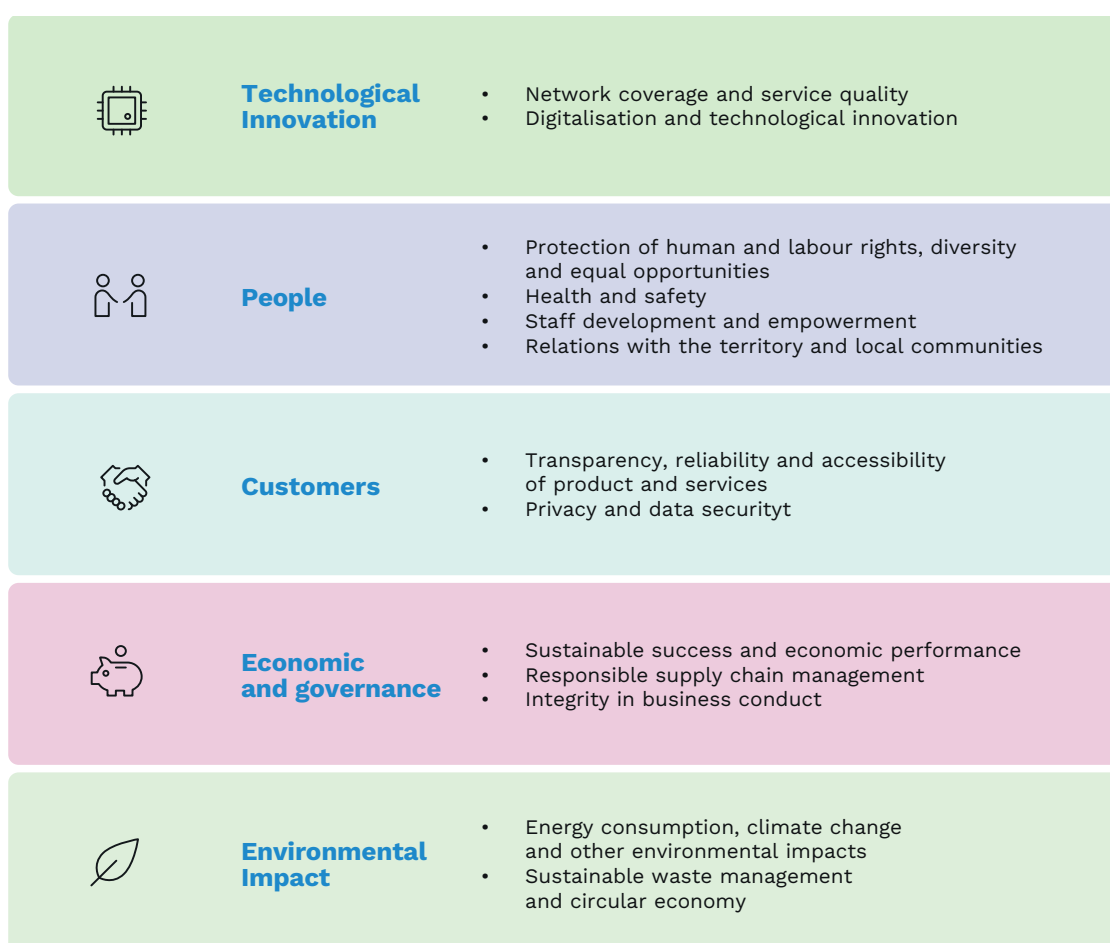 Technological
Innovation
• Network coverage and service quality
• Digitalisation and technological innovation
People
• Protection of human and labour rights, diversity
and equal opportunities
• Health and safety
• Staff development and empowerment
• Relations with the territory and local communities
Customers
• Transparency, reliability and accessibility
of product and services
• Privacy and data securityt
Economic
and governance
• Sustainable success and economic performance
• Responsible supply chain management
• Integrity in business conduct
Environmental
Impact
• Energy consumption, climate change
and other environmental impacts
• Sustainable waste management
and circular economy